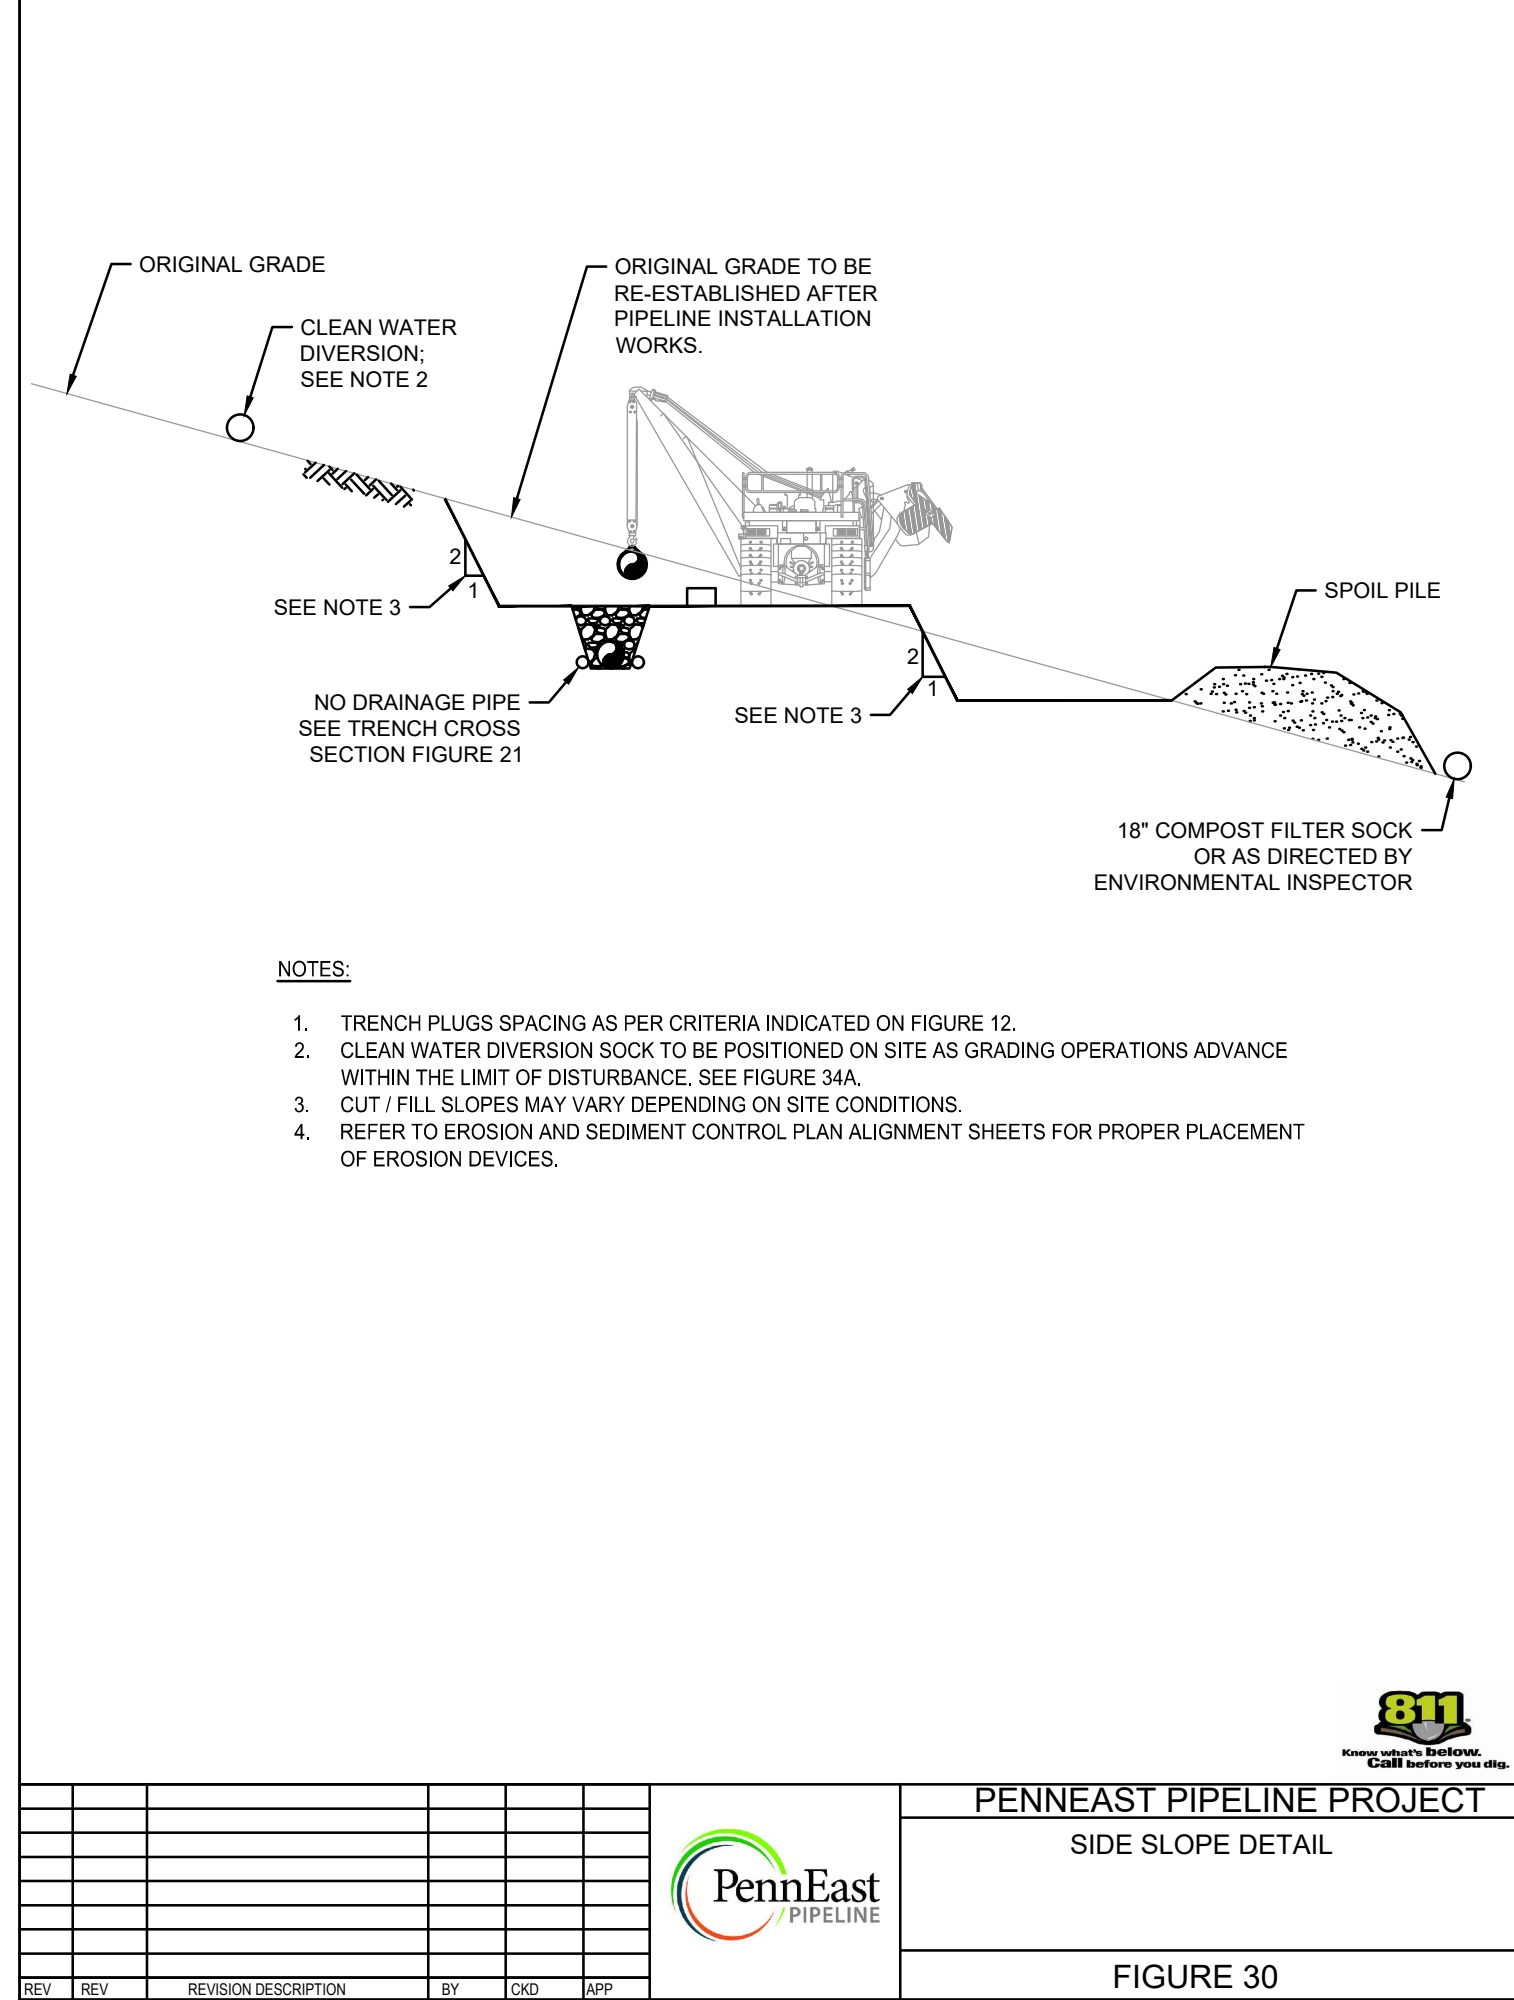 ORIGINAL GRADE
CLEAN WATER
DIVERSION;
SEE NOTE 2
ORIGINAL GRADE TO BE
RE-ESTABLISHED AFTER
PIPELINE INSTALLATION
WORKS.
2
1
SEE NOTE 3
NO DRAINAGE PIPE
SEE TRENCH CROSS
SECTION FIGURE 21
2
1
SEE NOTE 3
SPOIL PILE
18" COMPOST FILTER SOCK
OR AS DIRECTED BY
ENVIRONMENTAL INSPECTOR
NOTES:
1. TRENCH PLUGS SPACING AS PER CRITERIA INDICATED ON FIGURE 12.
2. CLEAN WATER DIVERSION SOCK TO BE POSITIONED ON SITE AS GRADING OPERATIONS ADVANCE
WITHIN THE LIMIT OF DISTURBANCE. SEE FIGURE 34A.
3. CUT / FILL SLOPES MAY VARY DEPENDING ON SITE CONDITIONS.
4. REFER TO EROSION AND SEDIMENT CONTROL PLAN ALIGNMENT SHEETS FOR PROPER PLACEMENT
OF EROSION DEVICES.
811
Know what's below.
Call before you dig.
REV REV REVISION DESCRIPTION BY CKD APP
PennEast
PIPELINE
PENNEAST PIPELINE PROJECT
SIDE SLOPE DETAIL
FIGURE 30